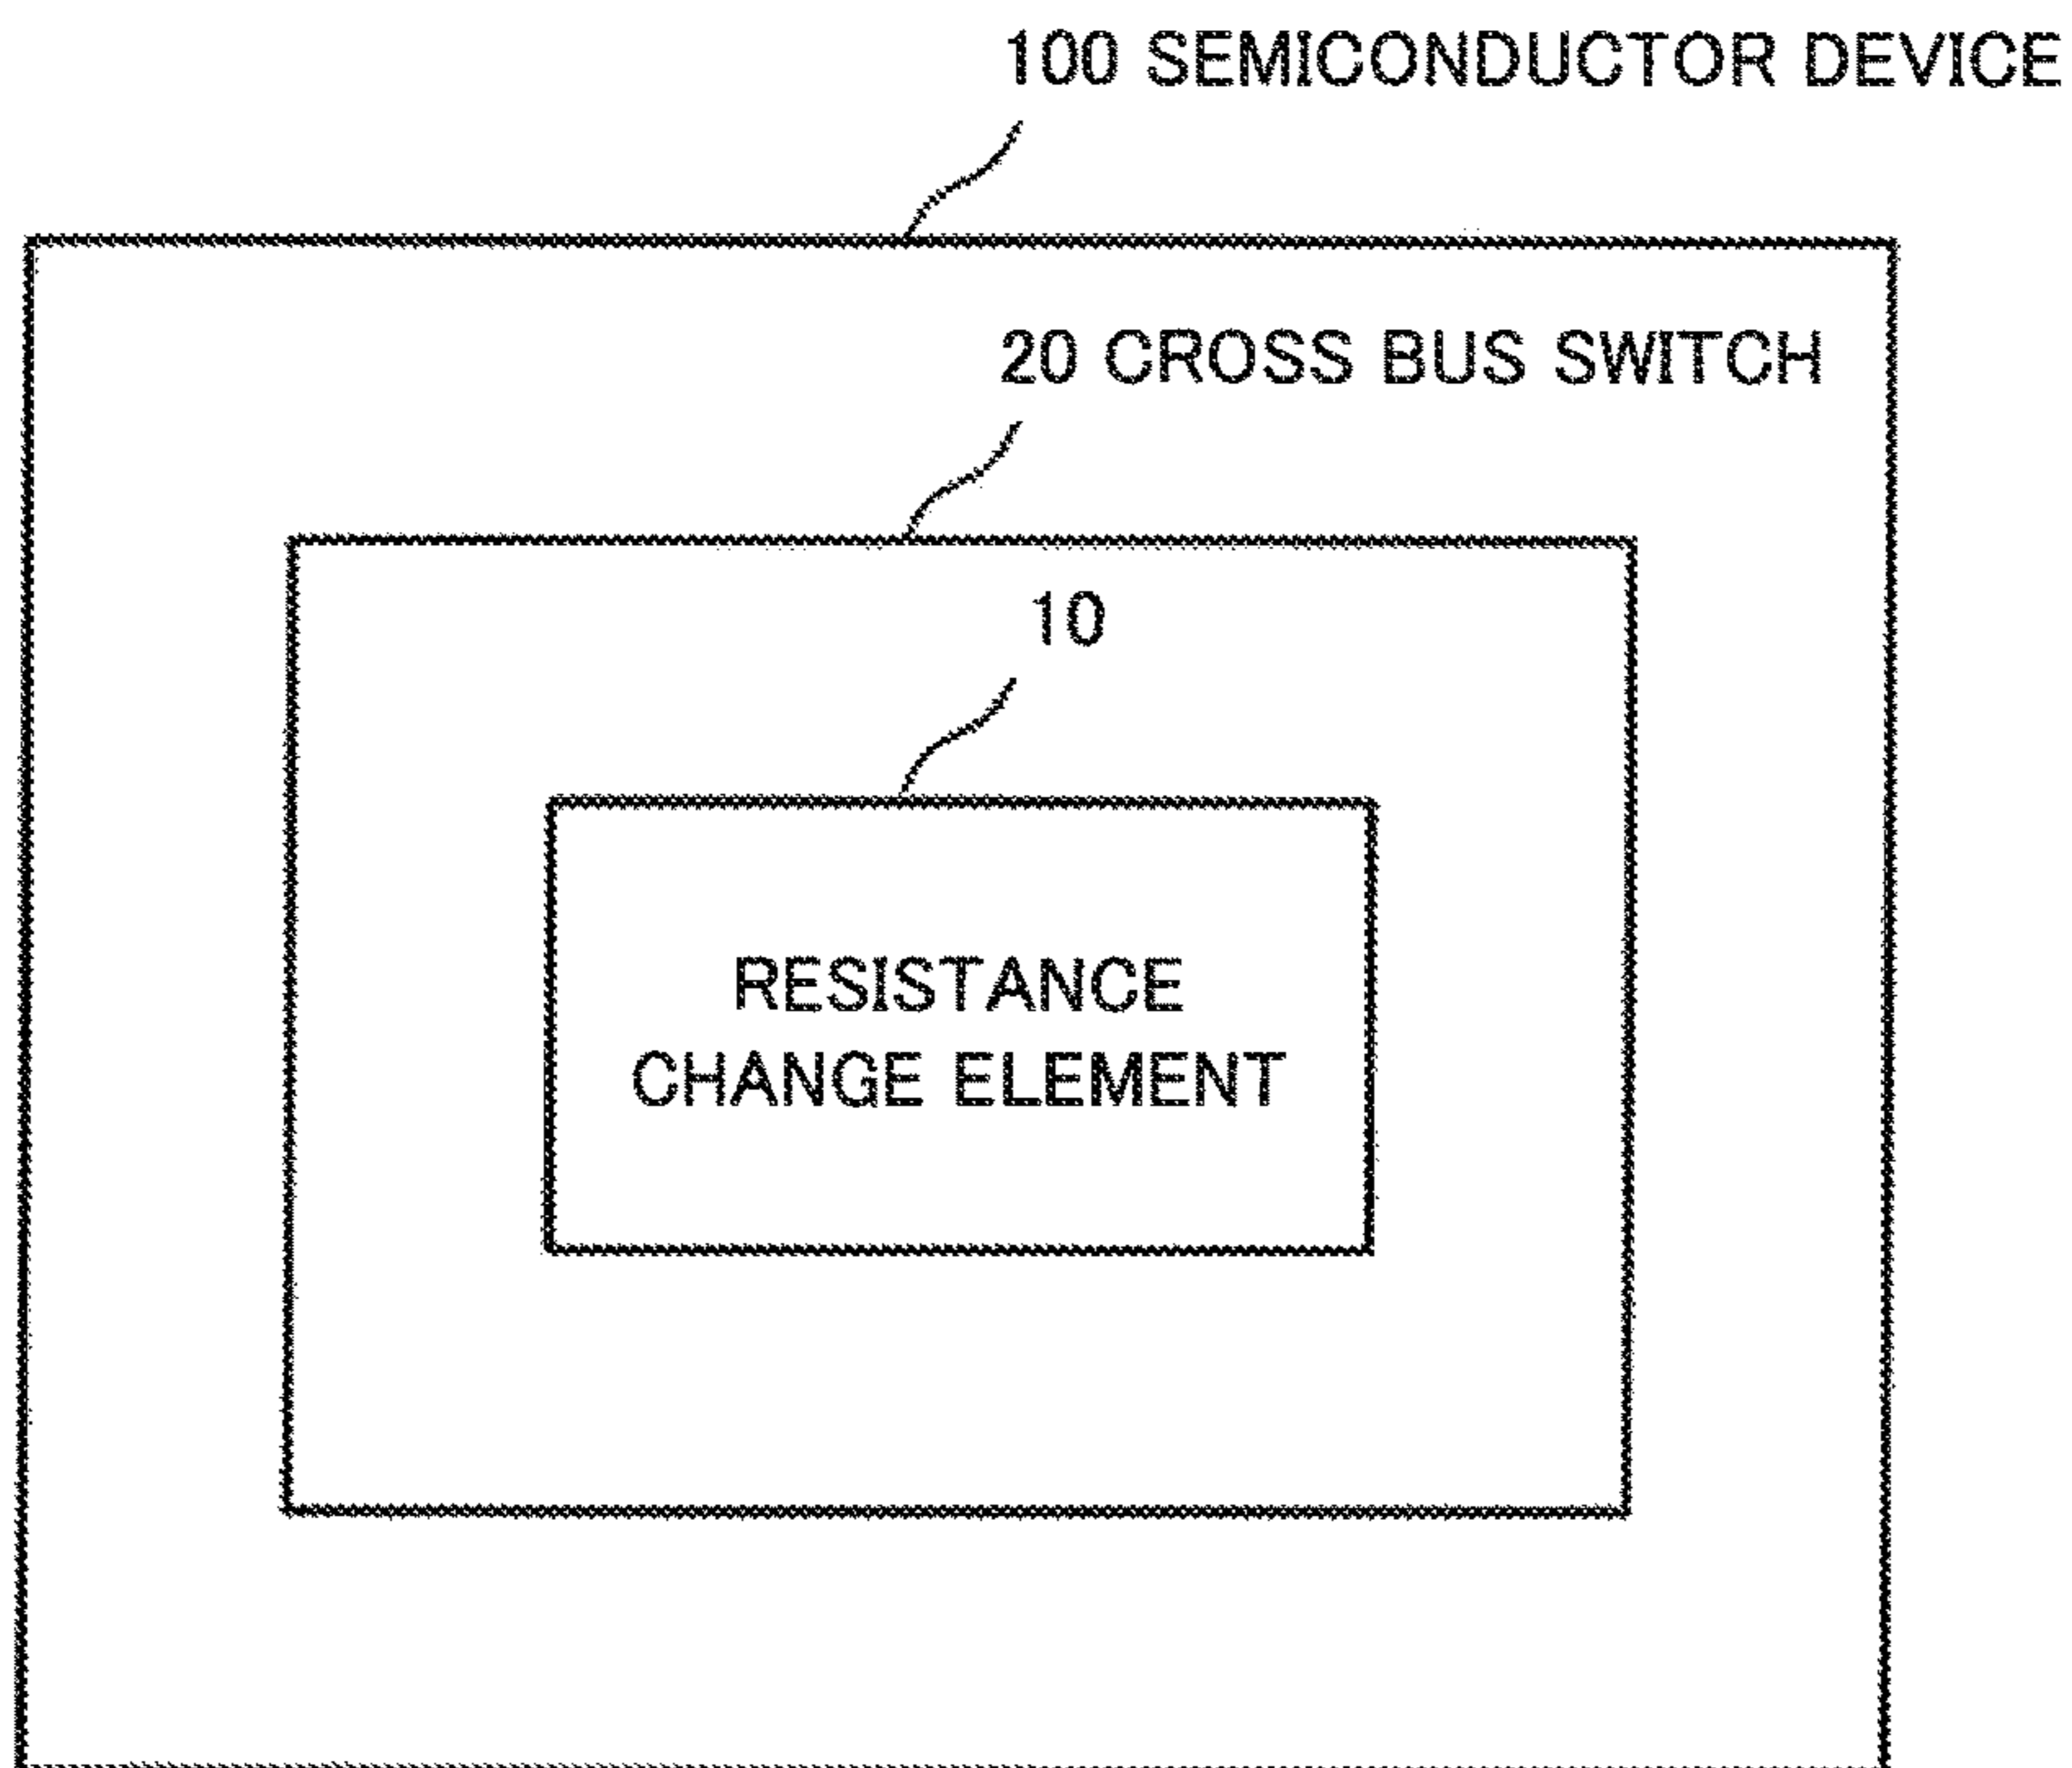 100 SEMICONDUCTOR DEVICE
20 CROSS BUS SWITCH
10
RESISTANCE
CHANGE ELEMENT